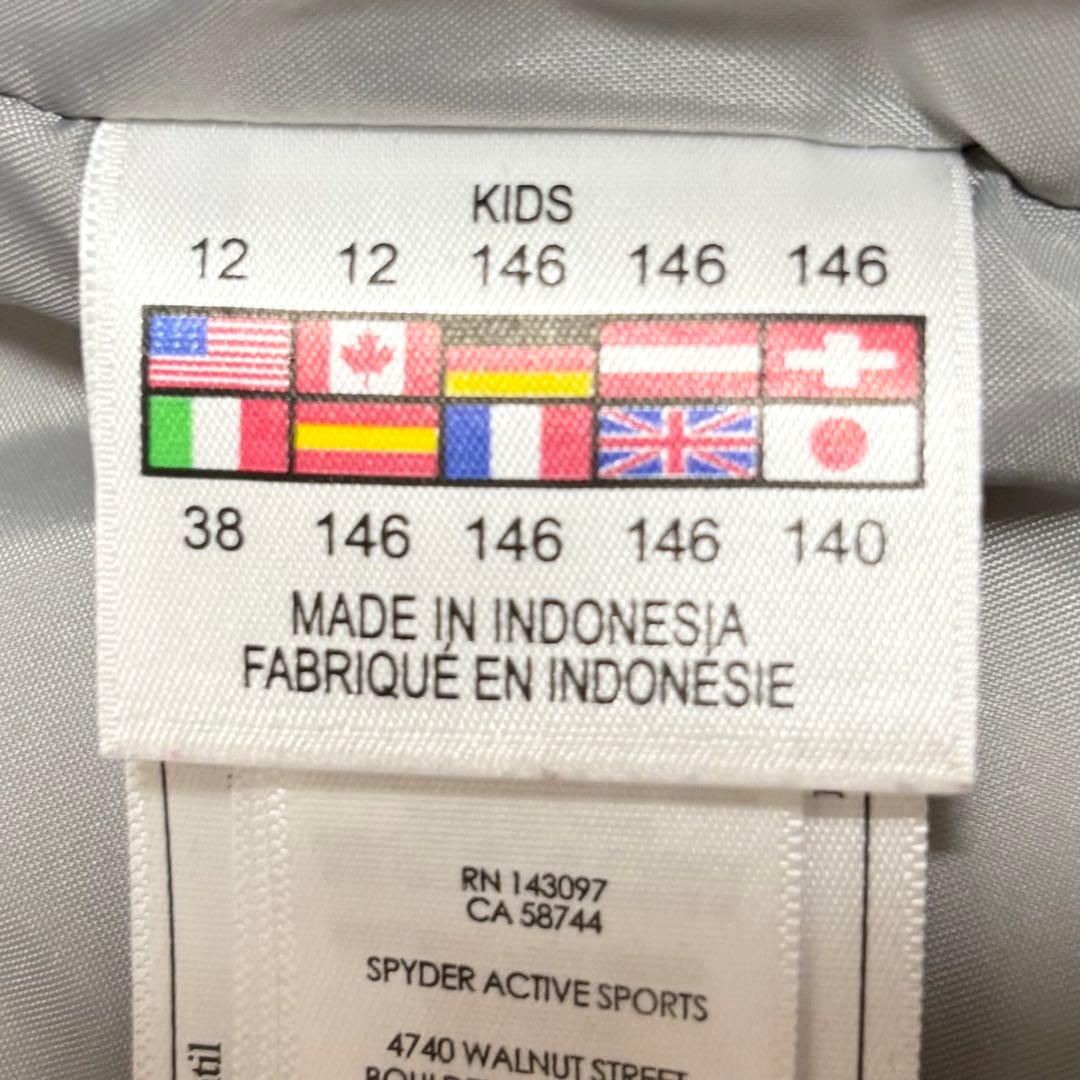 KIDS
12 12 146 146 146
38 146 146 146 140
MADE IN INDONESIA
FABRIQUÉ EN INDONÉSIE
RN 143097
CA 58744
SPYDER ACTIVE SPORTS
4740 WALNUT STREET